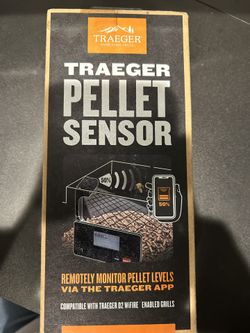 TRAEGER
TRAEGER
PELLET
SENSOR
50%
50%
REMOTELY MONITOR PELLET LEVELS
VIA THE TRAEGER APP
COMPATIBLE WITH TRAEGER D2 WIFIRE ENABLED GRILLS